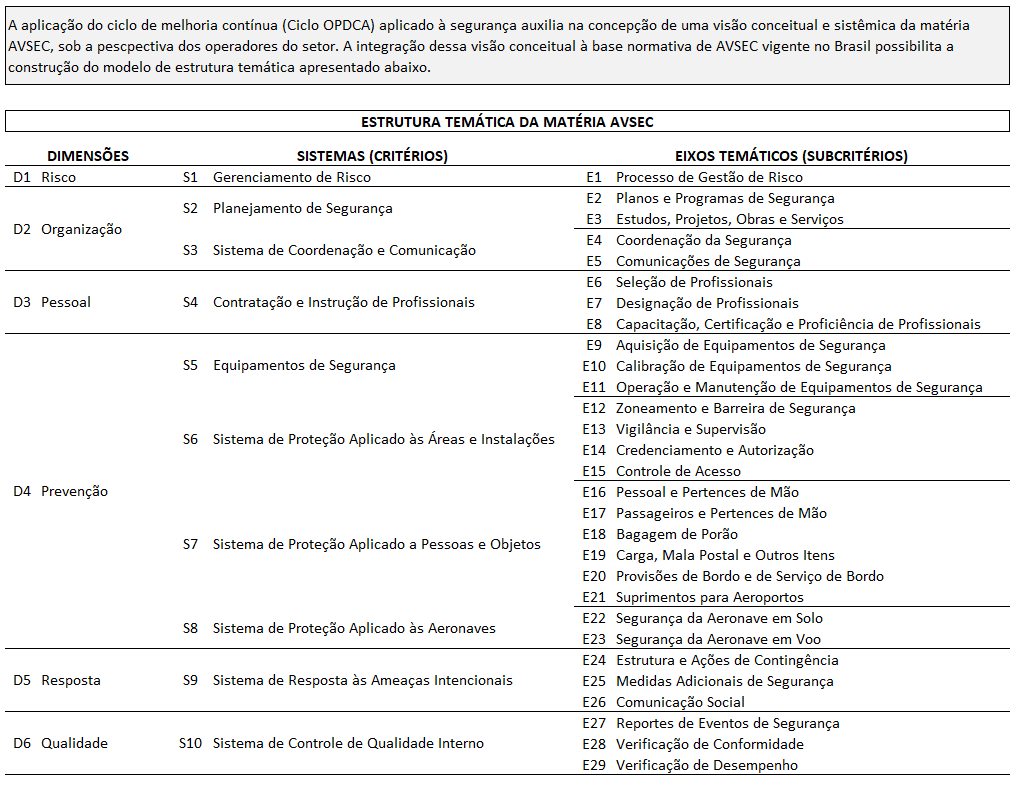 A aplicação do ciclo de melhoria contínua (Ciclo OPDCA) aplicado à segurança auxilia na concepção de uma visão conceitual e sistêmica da matéria
AVSEC, sob a pescpectiva dos operadores do setor. A integração dessa visão conceitual à base normativa de AVSEC vigente no Brasil possibilita a
construção do modelo de estrutura temática apresentado abaixo.
ESTRUTURA TEMÁTICA DA MATÉRIA AVSEC
DIMENSÕES SISTEMAS (CRITÉRIOS) EIXOS TEMÁTICOS (SUBCRITÉRIOS)
D1 Risco S1 Gerenciamento de Risco E1 Processo de Gestão de Risco
E2 Planos e Programas de Segurança
S2 Planejamento de Segurança
E3 Estudos, Projetos, Obras e Serviços
D2 Organização
E4 Coordenação da Segurança
S3 Sistema de Coordenação e Comunicação
E5 Comunicações de Segurança
E6 Seleção de Profissionais
D3 Pessoal S4 Contratação e Instrução de Profissionais E7 Designação de Profissionais
E8 Capacitação, Certificação e Proficiência de Profissionais
E9 Aquisição de Equipamentos de Segurança
S5 Equipamentos de Segurança E10 Calibração de Equipamentos de Segurança
E11 Operação e Manutenção de Equipamentos de Segurança
E12 Zoneamento e Barreira de Segurança
E13 Vigilância e Supervisão
S6 Sistema de Proteção Aplicado às Áreas e Instalações
E14 Credenciamento e Autorização
E15 Controle de Acesso
D4 Prevenção E16 Pessoal e Pertences de Mão
E17 Passageiros e Pertences de Mão
E18 Bagagem de Porão
S7 Sistema de Proteção Aplicado a Pessoas e Objetos
E19 Carga, Mala Postal e Outros Itens
E20 Provisões de Bordo e de Serviço de Bordo
E21 Suprimentos para Aeroportos
E22 Segurança da Aeronave em Solo
S8 Sistema de Proteção Aplicado às Aeronaves
E23 Segurança da Aeronave em Voo
E24 Estrutura e Ações de Contingência
D5 Resposta S9 Sistema de Resposta às Ameaças Intencionais E25 Medidas Adicionais de Segurança
E26 Comunicação Social
E27 Reportes de Eventos de Segurança
D6 Qualidade S10 Sistema de Controle de Qualidade Interno E28 Verificação de Conformidade
E29 Verificação de Desempenho